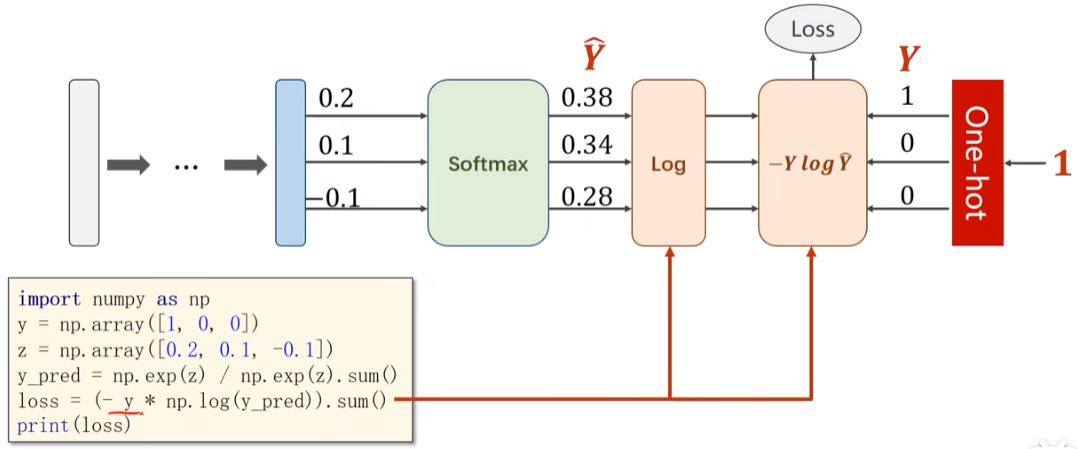 Loss
Ŷ
Y
0.2
0.38
1
0.1
0.34
0
−0.1
0.28
0
Softmax
Log
−Y log Ŷ
One-hot
1
...
import numpy as np
y = np.array([1, 0, 0])
z = np.array([0.2, 0.1, -0.1])
y_pred = np.exp(z) / np.exp(z).sum()
loss = (- y * np.log(y_pred)).sum()
print(loss)